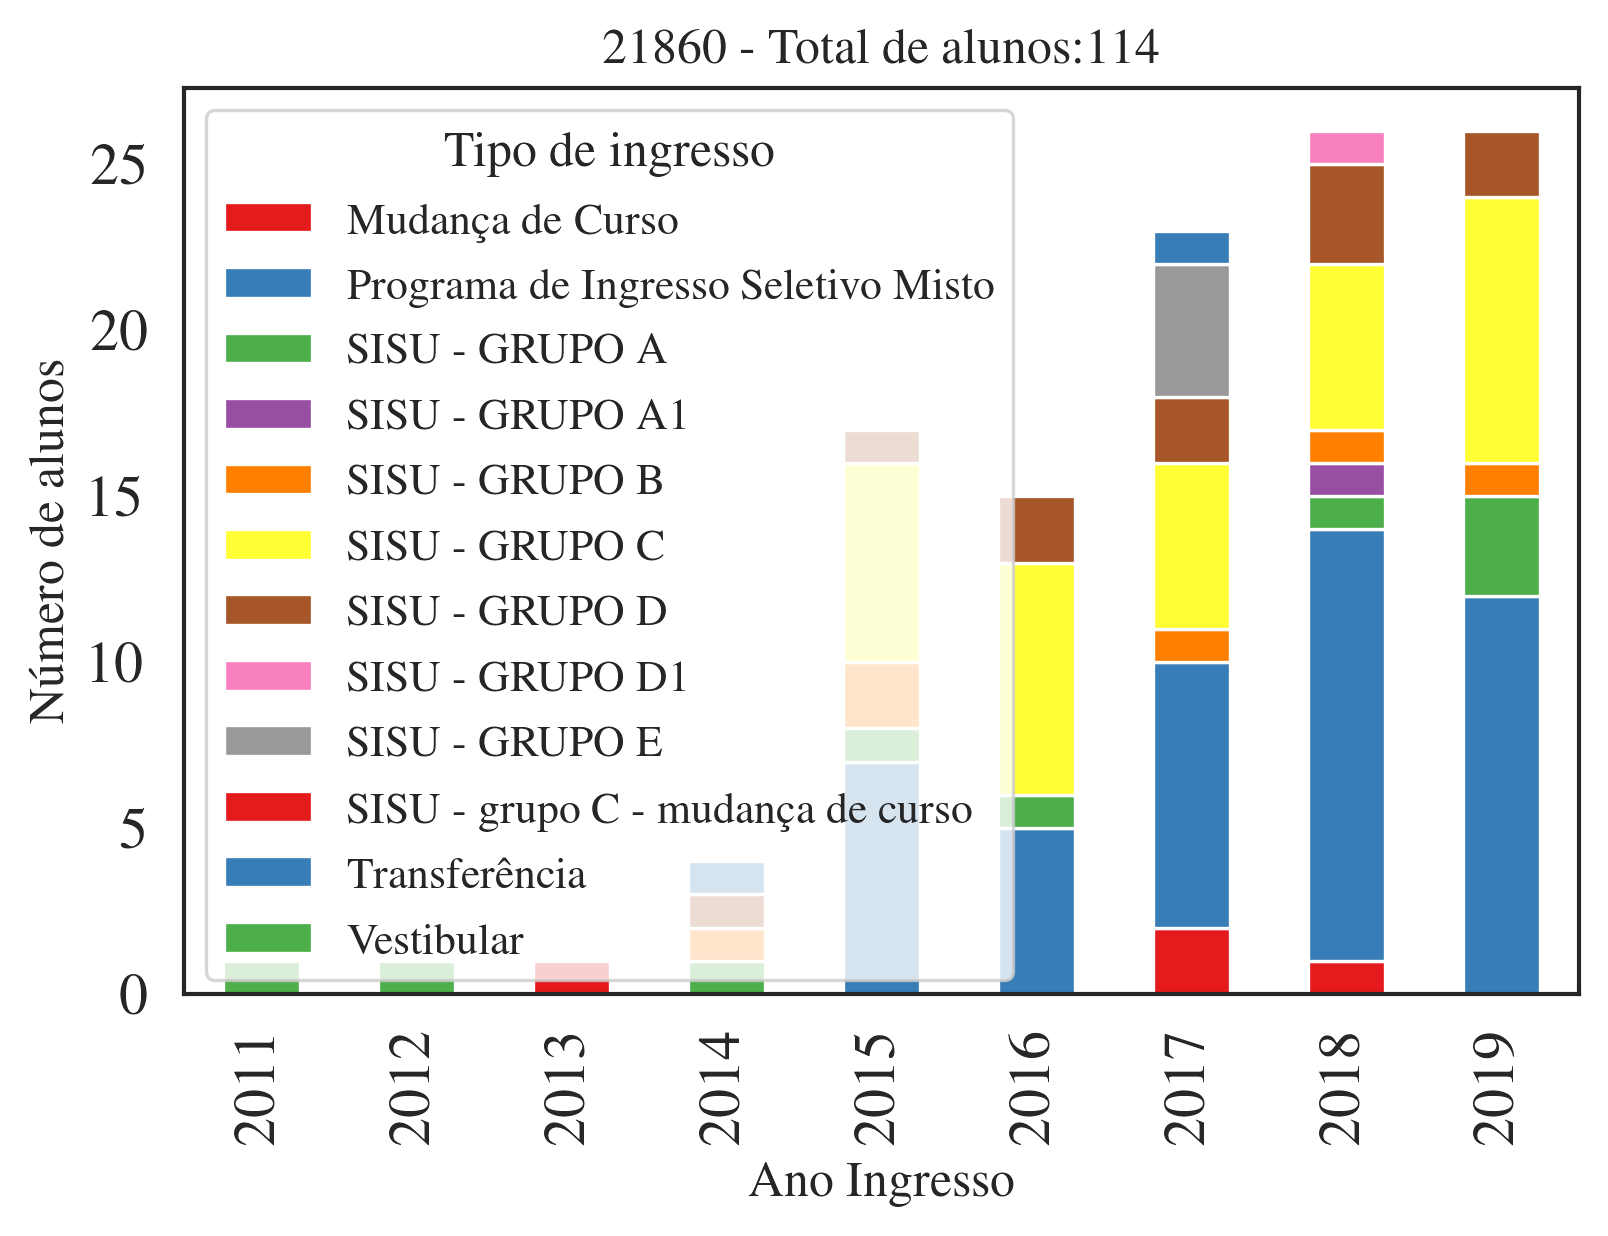 21860 - Total de alunos:114
Tipo de ingresso
Mudança de Curso
Programa de Ingresso Seletivo Misto
SISU - GRUPO A
SISU - GRUPO A1
SISU - GRUPO B
SISU - GRUPO C
SISU - GRUPO D
SISU - GRUPO D1
SISU - GRUPO E
SISU - grupo C - mudança de curso
Transferência
Vestibular
Número de alunos
25
20
15
10
5
0
2011
2012
2013
2014
2015
2016
2017
2018
2019
Ano Ingresso